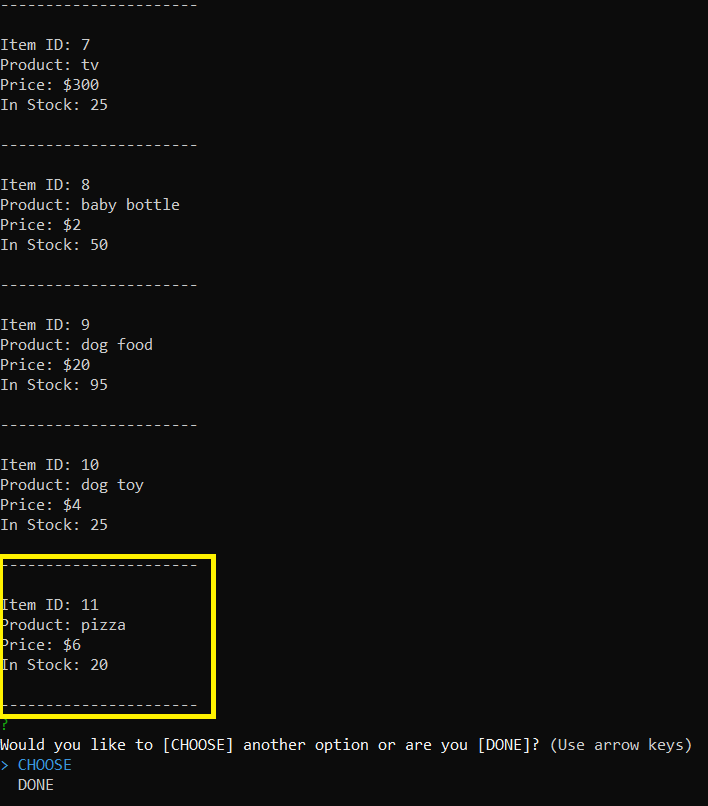 ----------------------
Item ID: 7
Product: tv
Price: $300
In Stock: 25
----------------------
Item ID: 8
Product: baby bottle
Price: $2
In Stock: 50
----------------------
Item ID: 9
Product: dog food
Price: $20
In Stock: 95
----------------------
Item ID: 10
Product: dog toy
Price: $4
In Stock: 25
----------------------
Item ID: 11
Product: pizza
Price: $6
In Stock: 20
----------------------
?
Would you like to [CHOOSE] another option or are you [DONE]? (Use arrow keys)
> CHOOSE
DONE